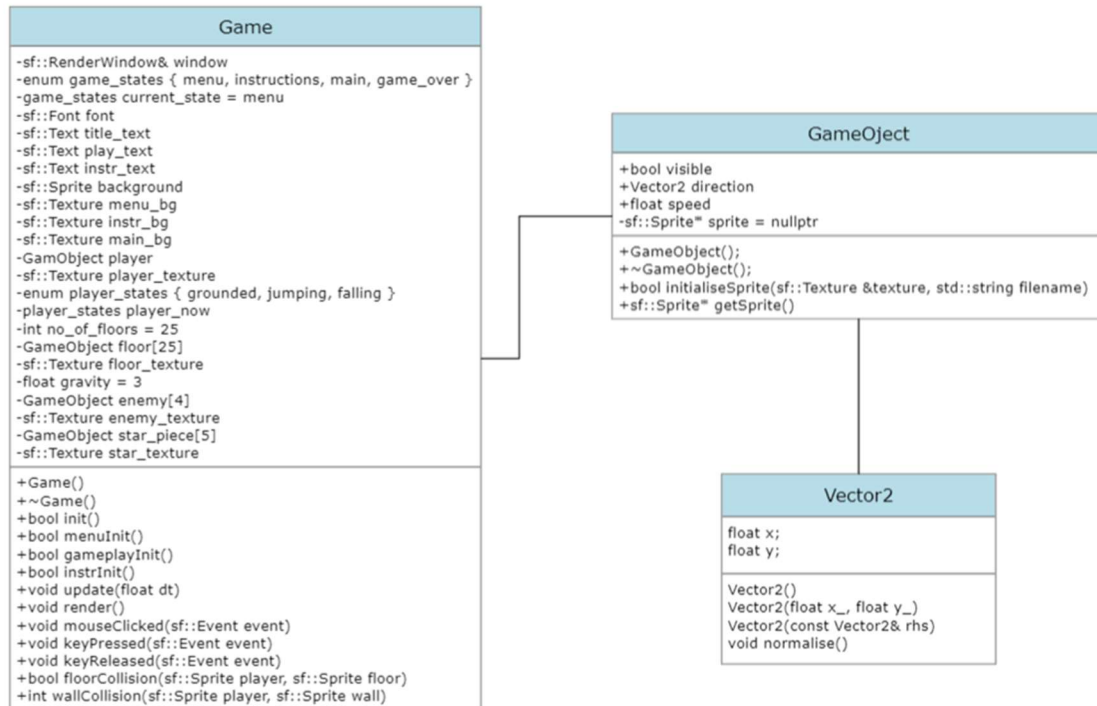 Game
-sf::RenderWindow& window
-enum game_states { menu, instructions, main, game_over }
-game_states current_state = menu
-sf::Font font
-sf::Text title_text
-sf::Text play_text
-sf::Text instr_text
-sf::Sprite background
-sf::Texture menu_bg
-sf::Texture instr_bg
-sf::Texture main_bg
-GamObject player
-sf::Texture player_texture
-enum player_states { grounded, jumping, falling }
-player_states player_now
-int no_of_floors = 25
-GameObject floor[25]
-sf::Texture floor_texture
-float gravity = 3
-GameObject enemy[4]
-sf::Texture enemy_texture
-GameObject star_piece[5]
-sf::Texture star_texture
+Game()
+~Game()
+bool init()
+bool menuInit()
+bool gameplayInit()
+bool instrInit()
+void update(float dt)
+void render()
+void mouseClicked(sf::Event event)
+void keyPressed(sf::Event event)
+void keyReleased(sf::Event event)
+bool floorCollision(sf::Sprite player, sf::Sprite floor)
+int wallCollision(sf::Sprite player, sf::Sprite wall)
GameOject
+bool visible
+Vector2 direction
+float speed
-sf::Sprite* sprite = nullptr
+GameObject();
+~GameObject();
+bool initialiseSprite(sf::Texture &texture, std::string filename)
+sf::Sprite* getSprite()
Vector2
float x;
float y;
Vector2()
Vector2(float x_, float y_)
Vector2(const Vector2& rhs)
void normalise()